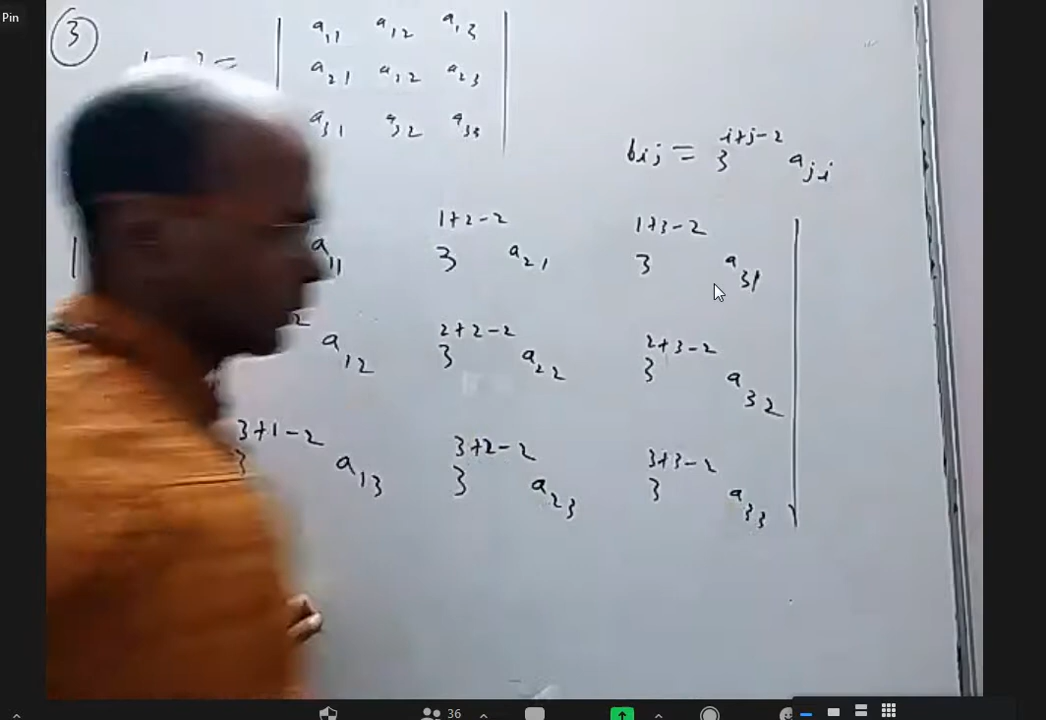 Pin
3
a11 a12 a13
a21 a22 a23
a31 a32 a33
bij = 3^i+j-2 aji
a11 3^1+2-2 a21 3^1+3-2 a31
2 a12 3^2+2-2 a22 3^2+3-2 a32
3^3+1-2 a13 3^3+2-2 a23 3^3+3-2 a33
36